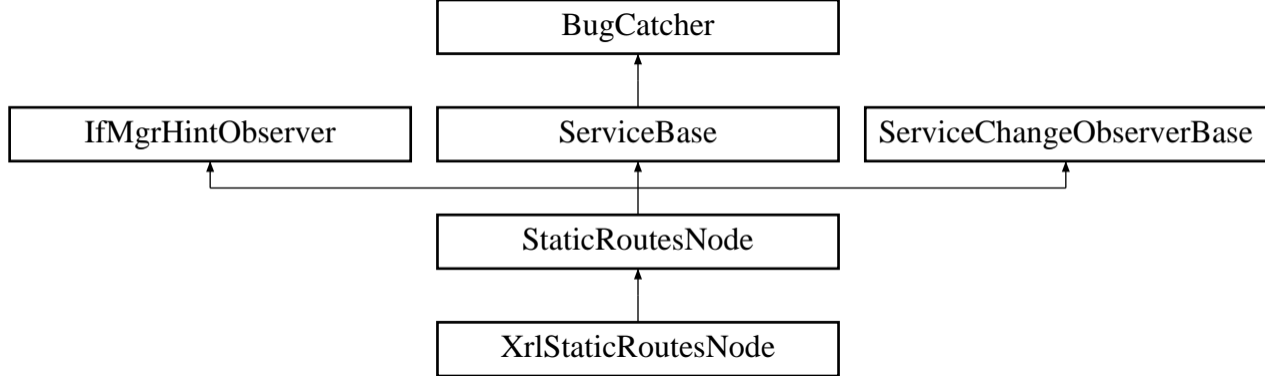 BugCatcher
IfMgrHintObserver
ServiceBase
ServiceChangeObserverBase
StaticRoutesNode
XrlStaticRoutesNode